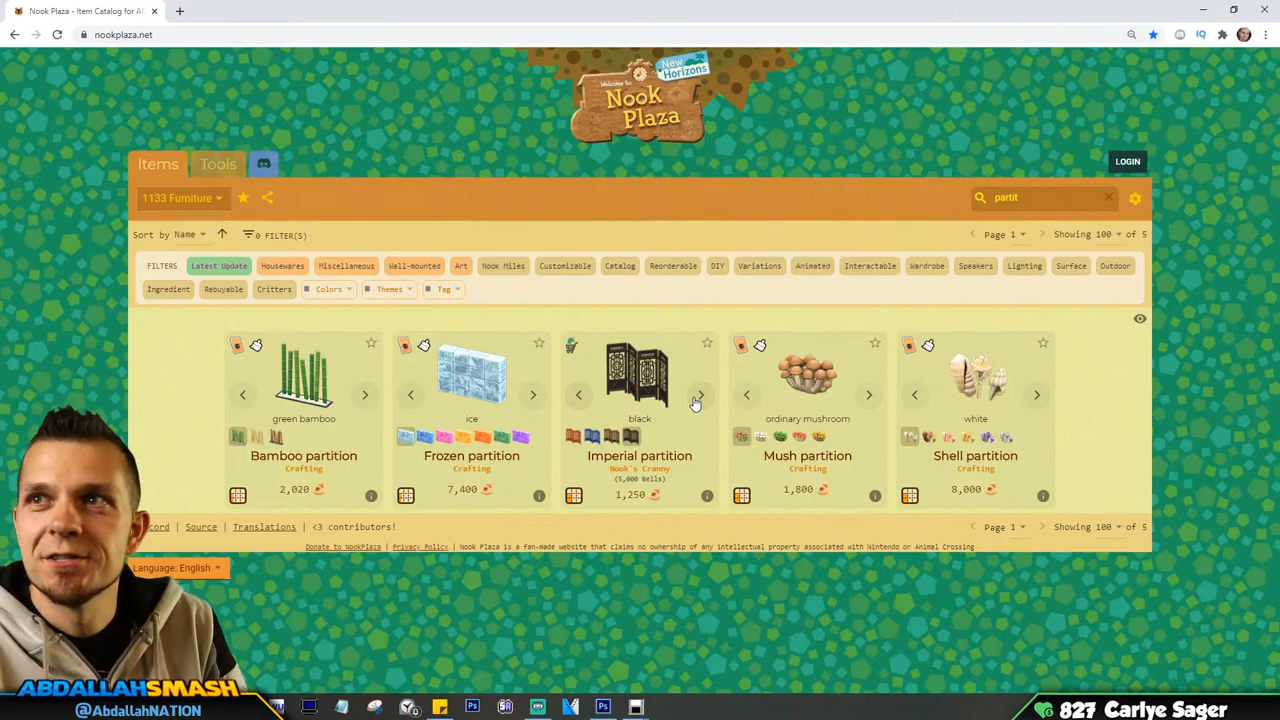 Nook Plaza - Item Catalog for AC
nookplaza.net
New
Horizons
Welcome to
Nook
Plaza
Items
Tools
LOGIN
1133 Furniture
partit
Sort by Name
0 FILTER(S)
Page 1
Showing 100 of 5
FILTERS Latest Update Housewares Miscellaneous Wall-mounted Art Nook Miles Customizable Catalog Reorderable DIY Variations Animated Interactable Wardrobe Speakers Lighting Surface Outdoor
Ingredient Rebuyable Critters Colors Themes Tag
green bamboo
Bamboo partition
Crafting
2,020
ice
Frozen partition
Crafting
7,400
black
Imperial partition
Nook's Cranny
(5,000 Bells)
1,250
ordinary mushroom
Mush partition
Crafting
1,800
white
Shell partition
Crafting
8,000
cord | Source | Translations | <3 contributors!
Page 1 Showing 100 of 5
Donate to NookPlaza | Privacy Policy | Nook Plaza is a fan-made website that claims no ownership of any intellectual property associated with Nintendo or Animal Crossing
Language: English
ABDALLAHSMASH
@AbdallahNATION
827 Carlye Sager